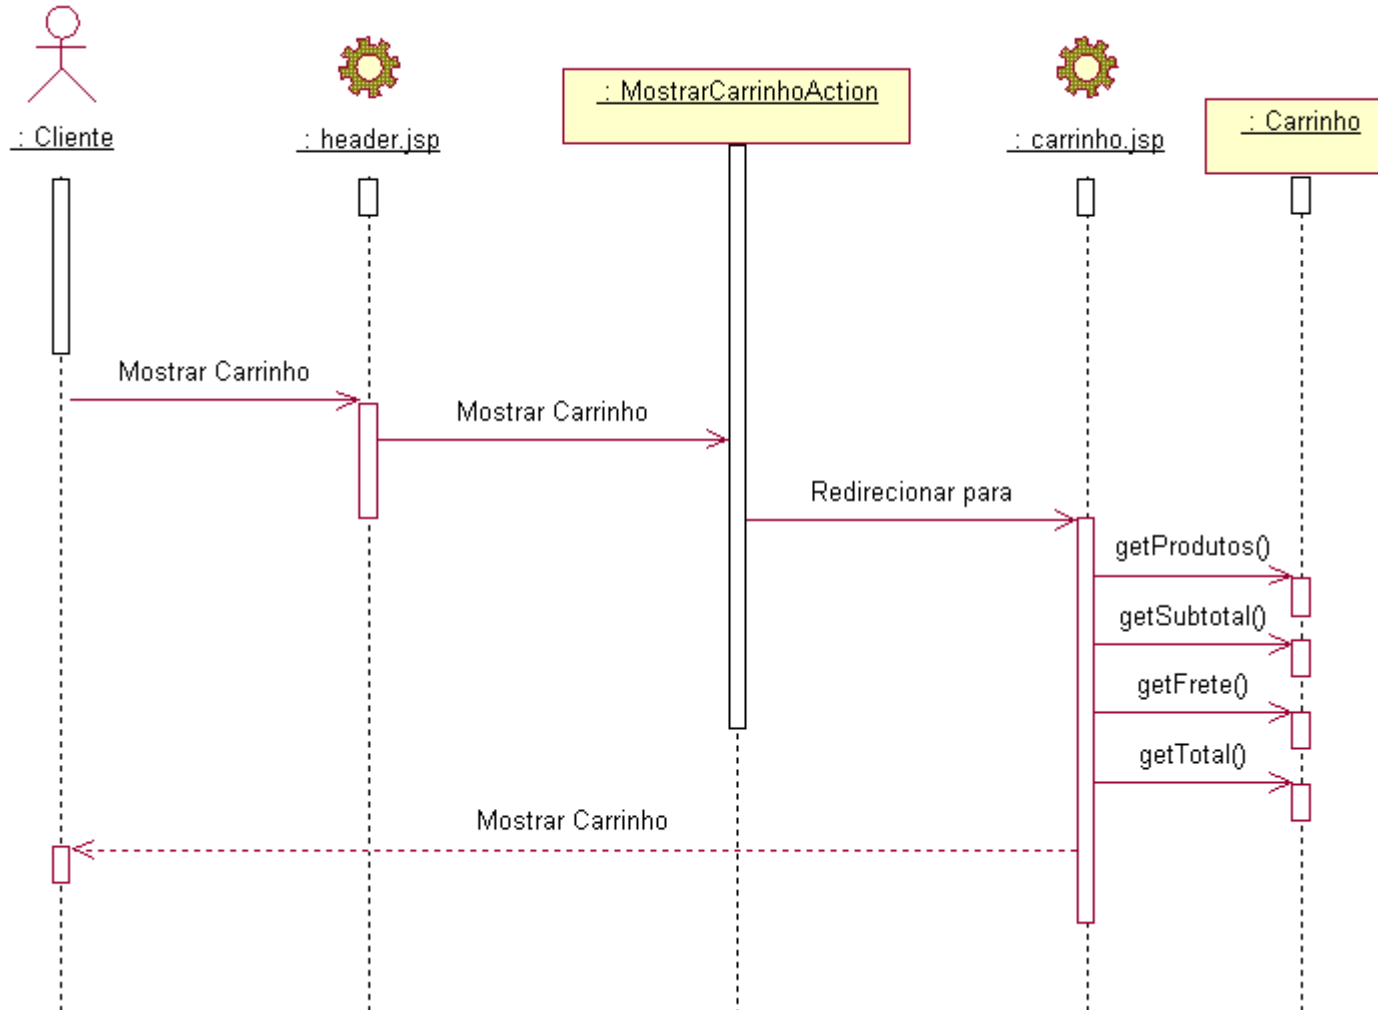 : Cliente
: header.jsp
: MostrarCarrinhoAction
: carrinho.jsp
: Carrinho
Mostrar Carrinho
Mostrar Carrinho
Redirecionar para
getProdutos()
getSubtotal()
getFrete()
getTotal()
Mostrar Carrinho